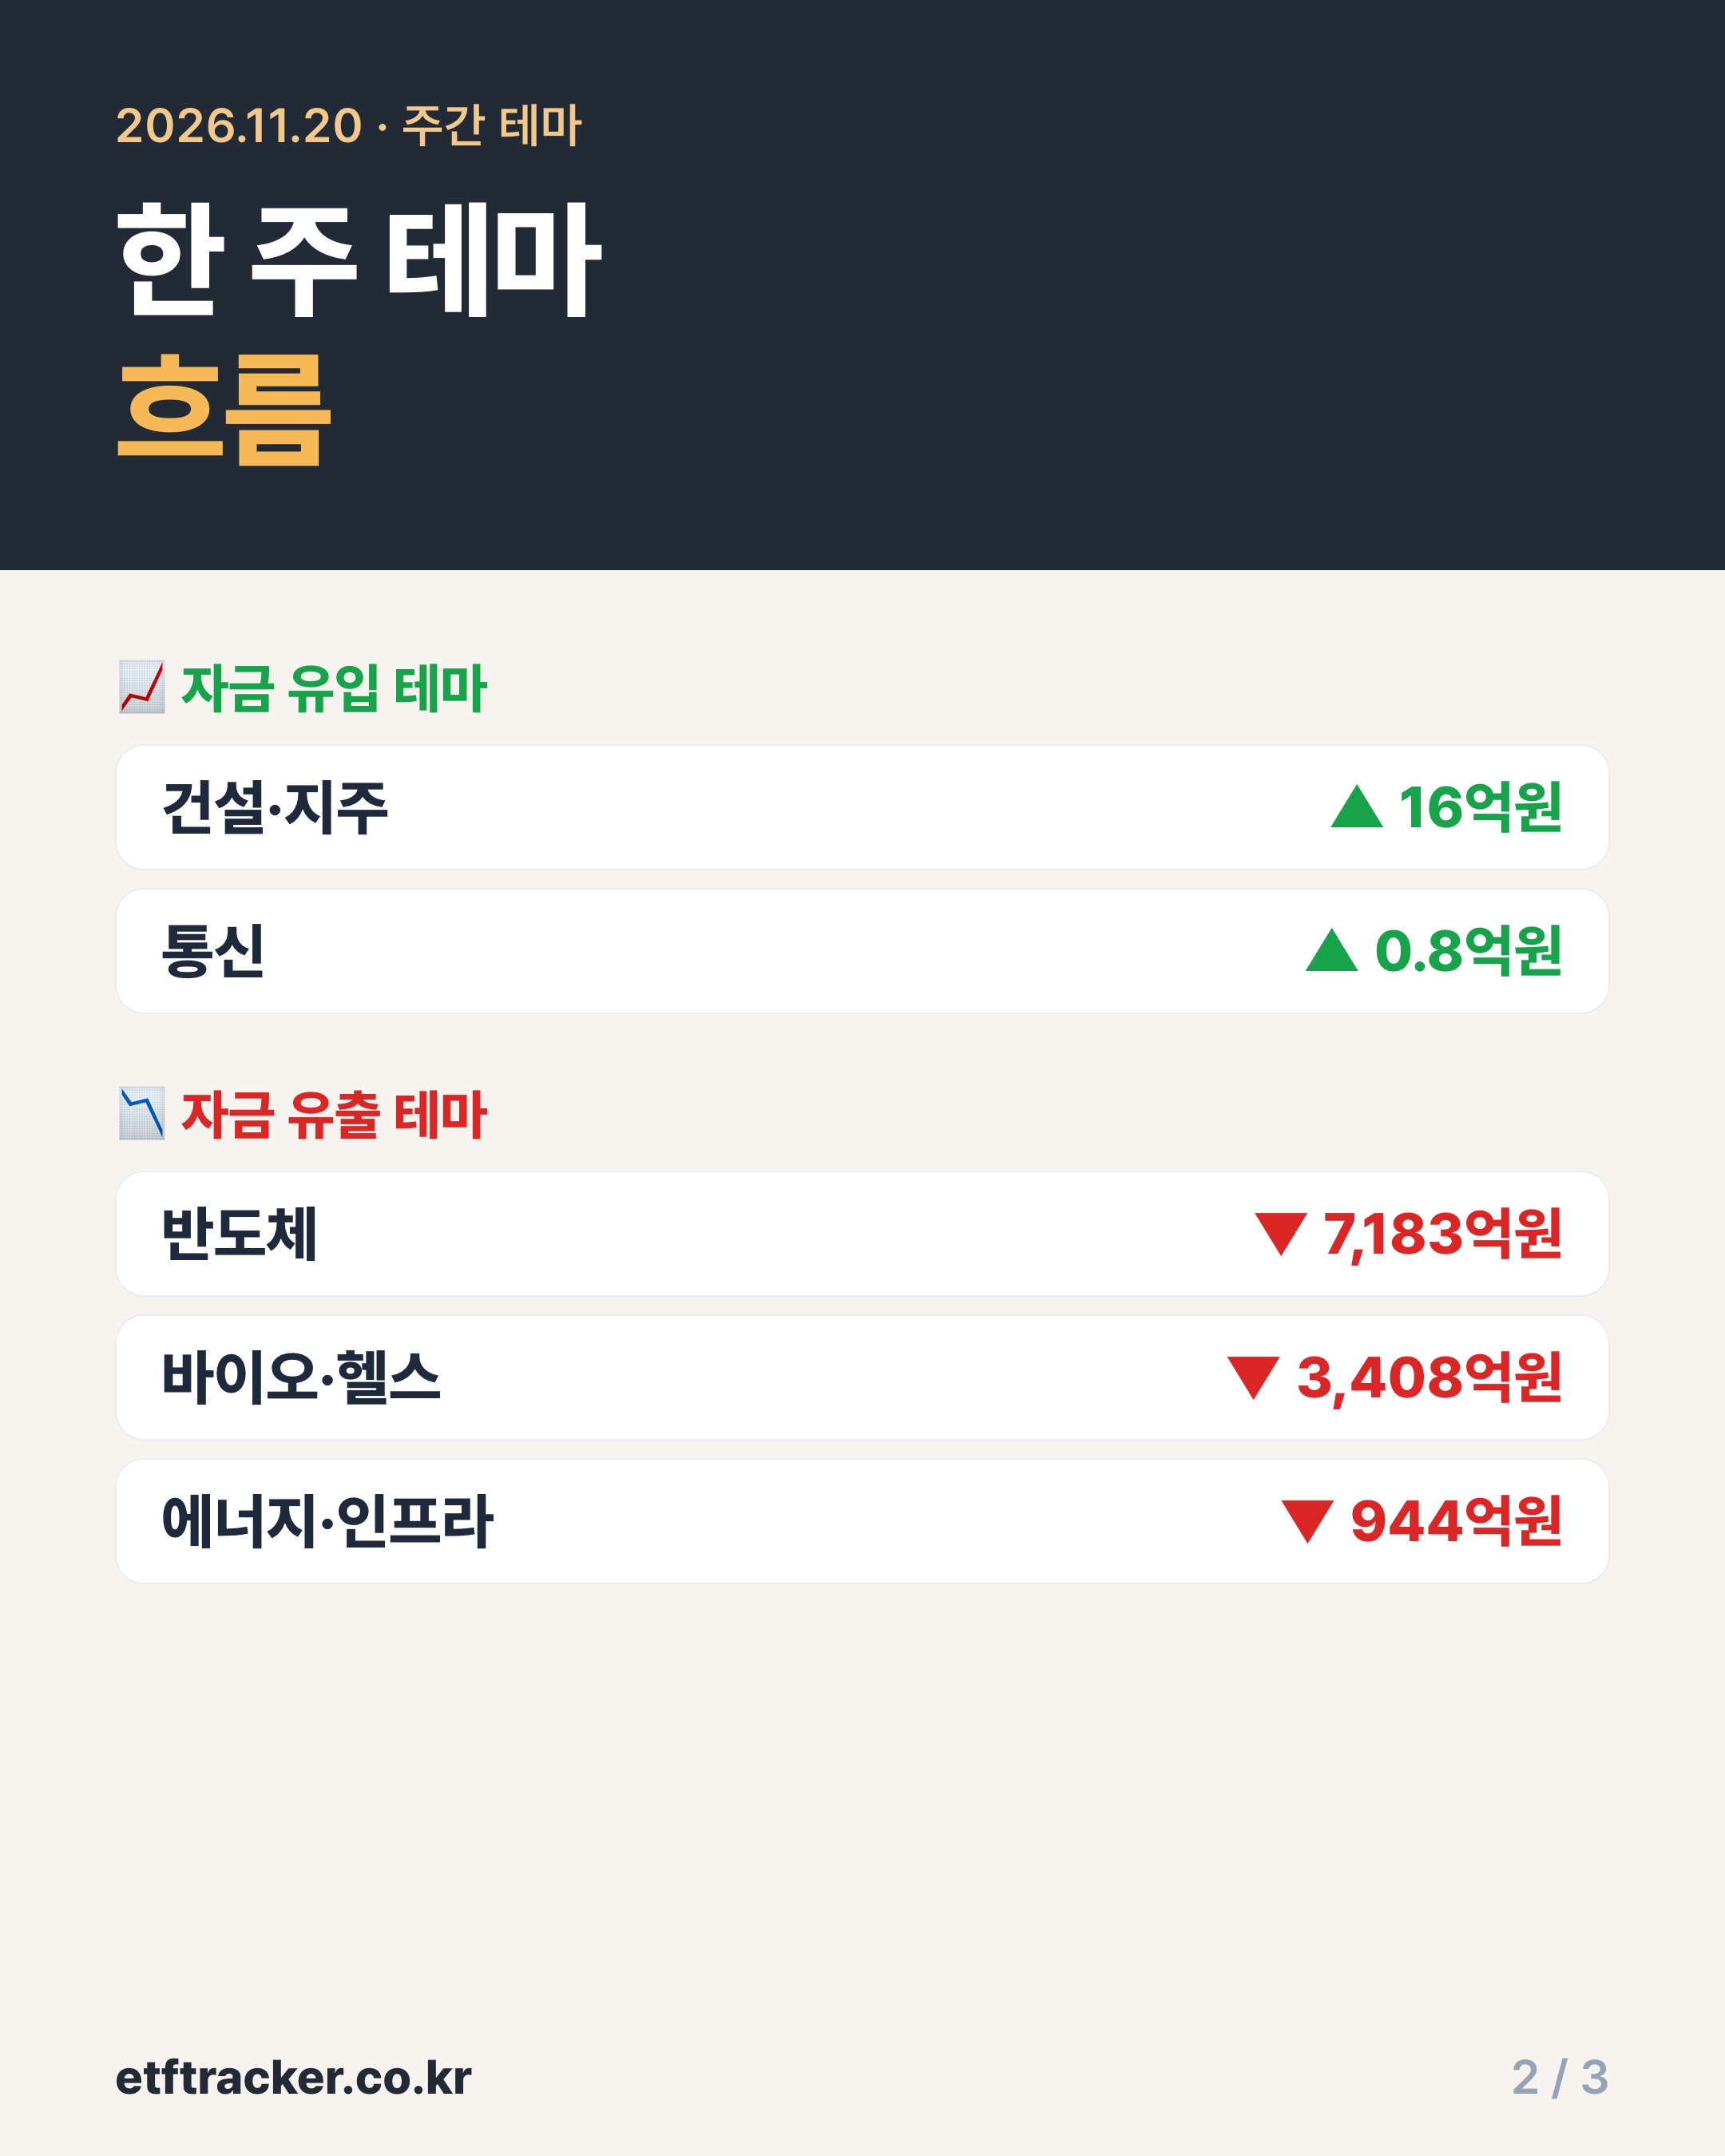 2026.11.20 · 주간 테마
한 주 테마
흐름
📈 자금 유입 테마
건설·지주 ▲ 16억원
통신 ▲ 0.8억원
📉 자금 유출 테마
반도체 ▼ 7,183억원
바이오·헬스 ▼ 3,408억원
에너지·인프라 ▼ 944억원
etftracker.co.kr 2 / 3